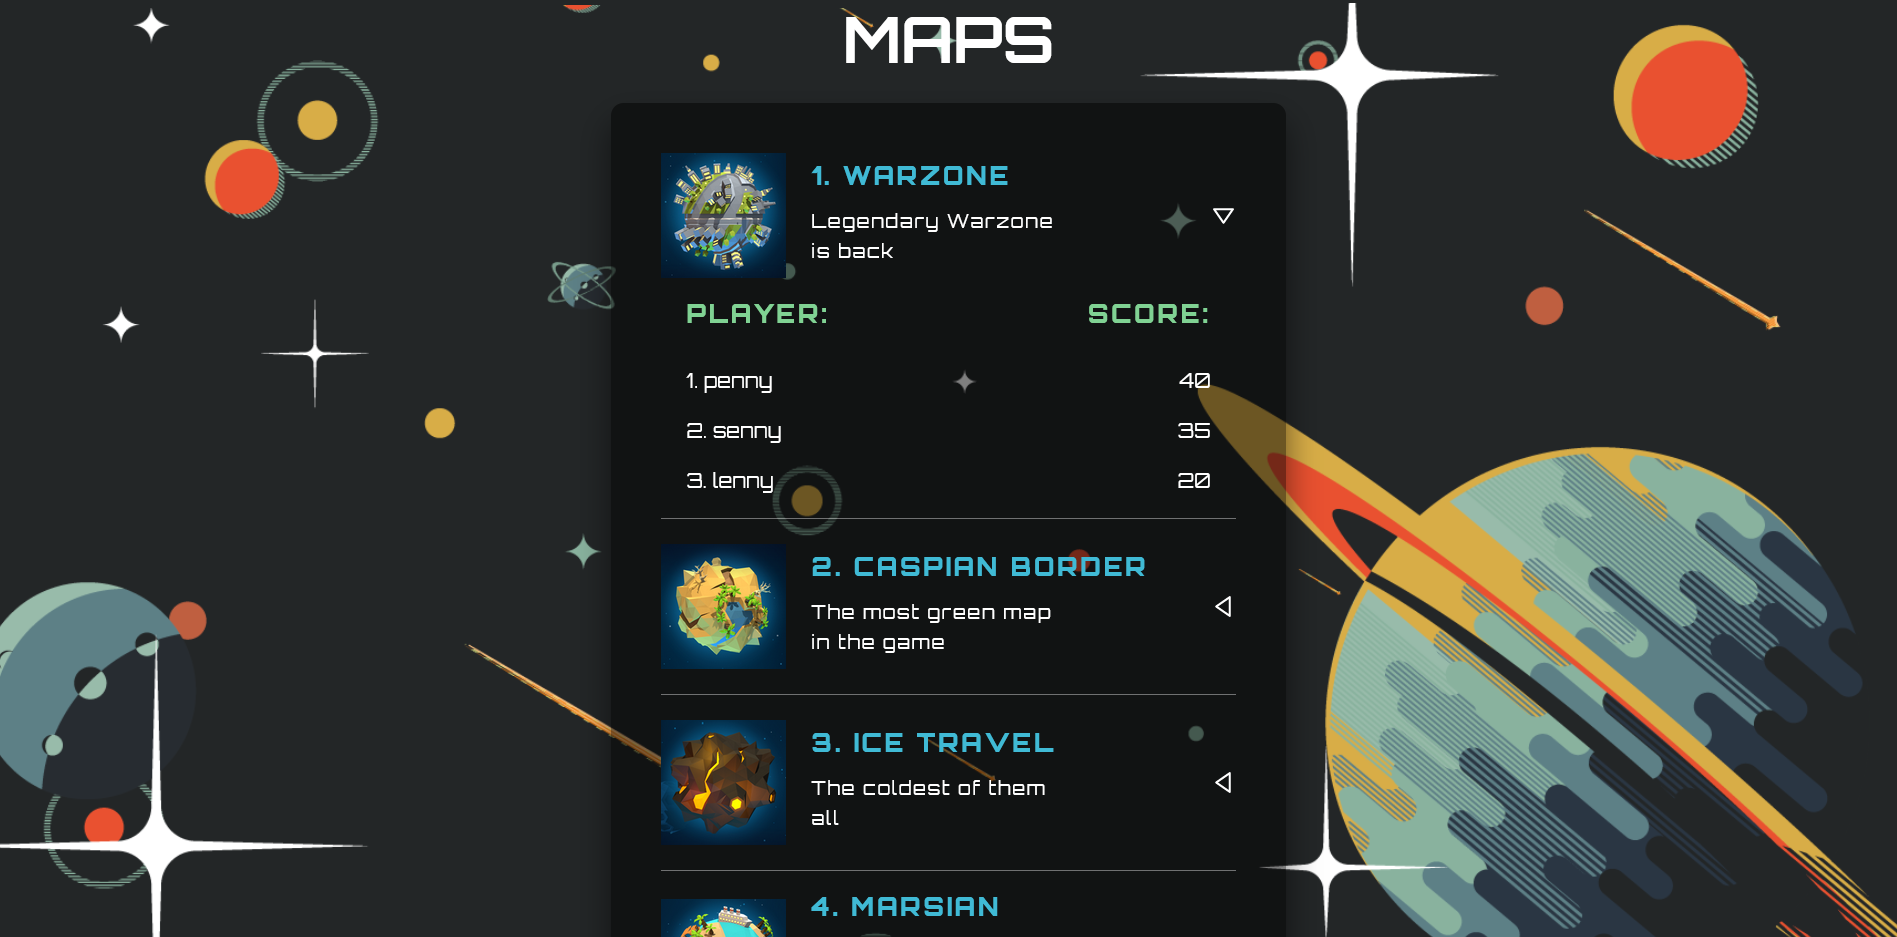 MAPS
1. WARZONE
Legendary Warzone
is back
PLAYER: SCORE:
1. penny 40
2. senny 35
3. lenny 20
2. CASPIAN BORDER
The most green map
in the game
3. ICE TRAVEL
The coldest of them
all
4. MARSIAN